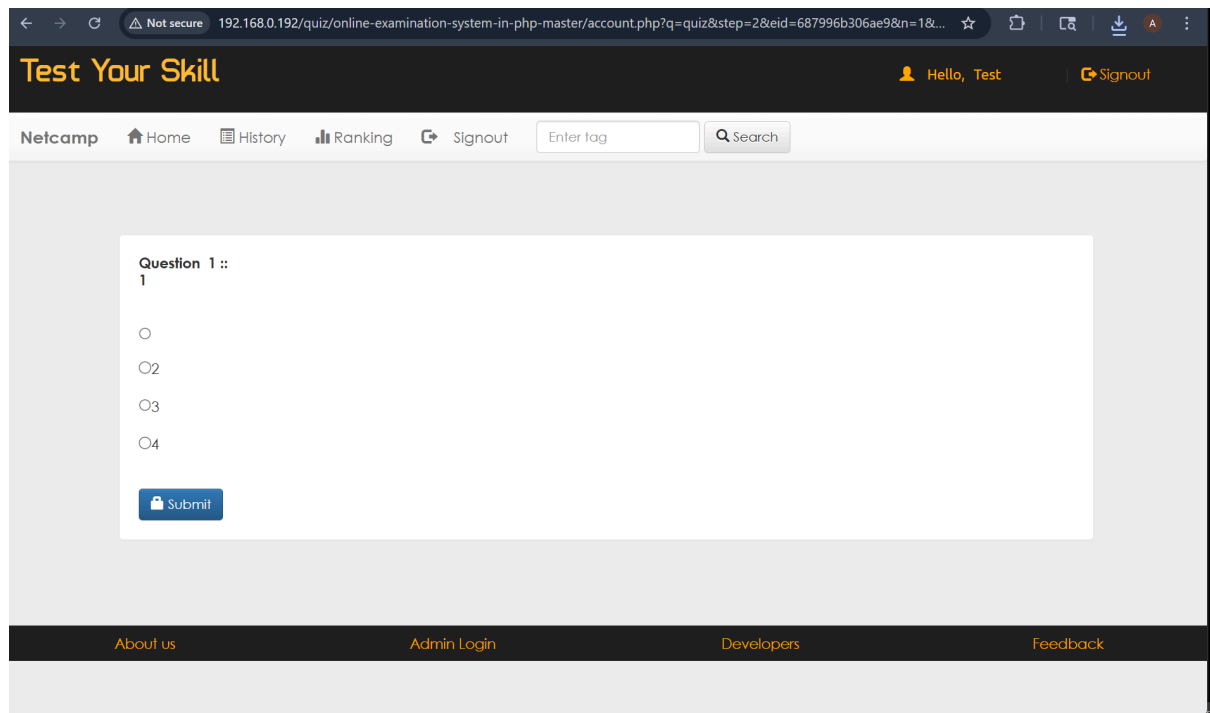 Not secure 192.168.0.192/quiz/online-examination-system-in-php-master/account.php?q=quiz&step=2&eid=687996b306ae9&n=1&... A
Test Your Skill Hello, Test Signout
Netcamp Home History Ranking Signout Enter tag Search
Question 1 ::
1
2
3
4
Submit
About us Admin Login Developers Feedback